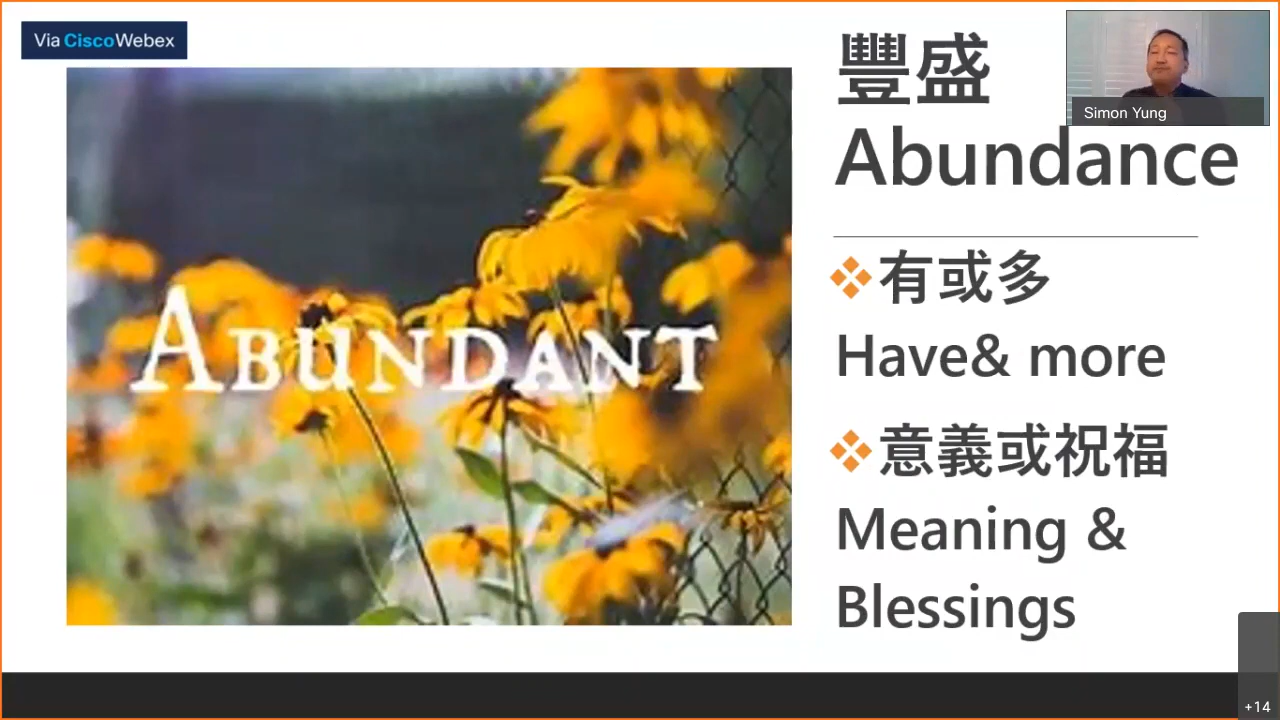 Via CiscoWebex
ABUNDANT
豐盛
Abundance
❖有或多
Have& more
❖意義或祝福
Meaning &
Blessings
Simon Yung
+14